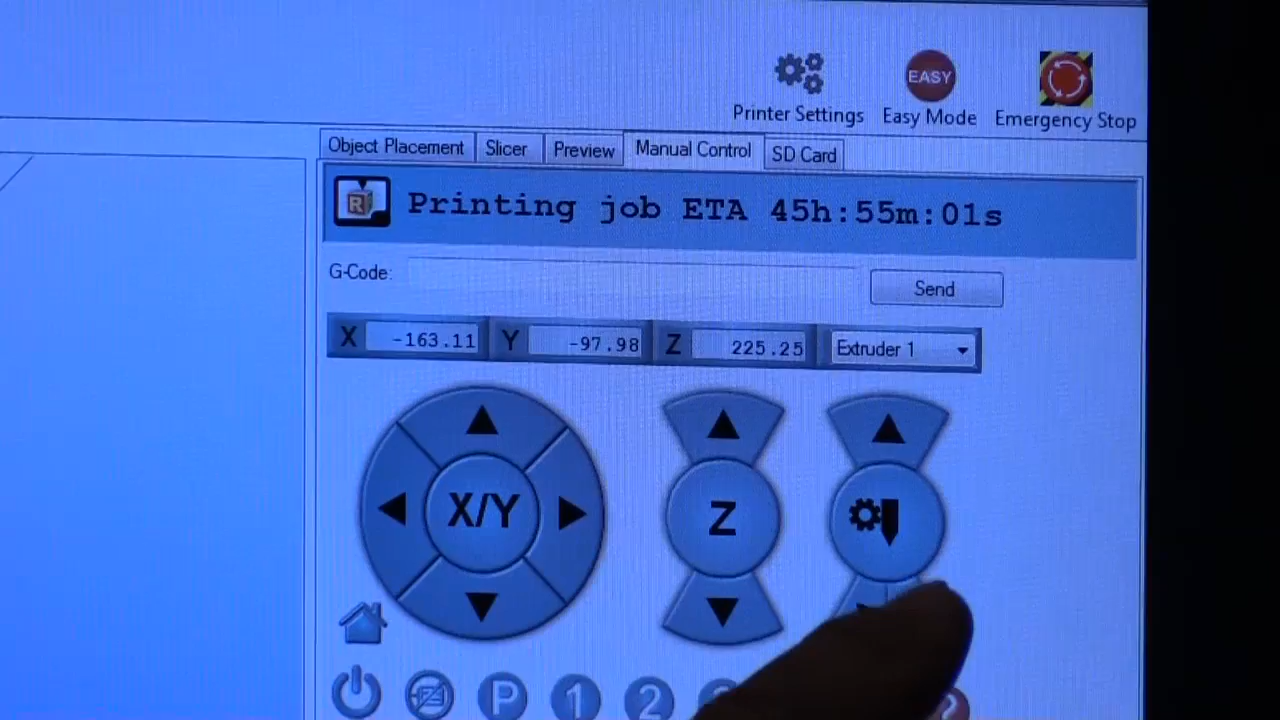 EASY
Printer Settings Easy Mode Emergency Stop
Object Placement Slicer Preview Manual Control SD Card
R Printing job ETA 45h:55m:01s
G-Code: Send
X -163.11 Y -97.98 Z 225.25 Extruder 1
X/Y Z
P 1 2